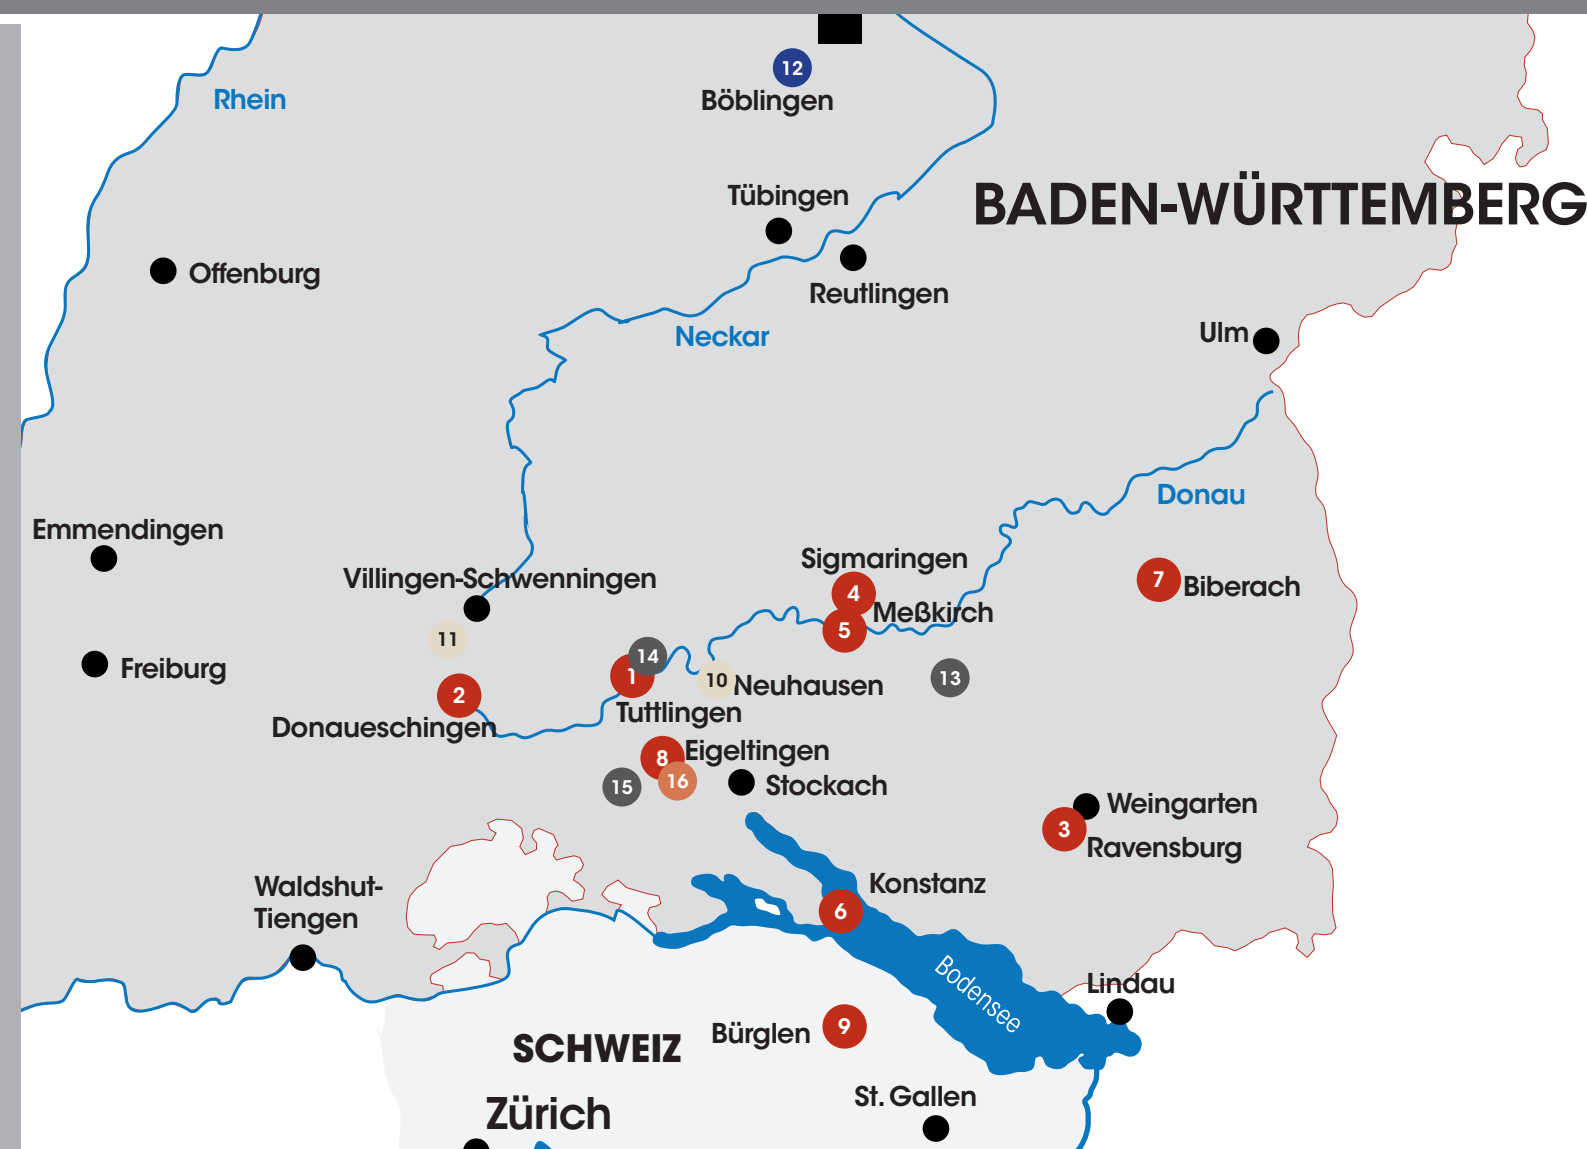 12
Rhein
Böblingen
Tübingen
BADEN-WÜRTTEMBERG
Offenburg
Reutlingen
Neckar
Ulm
Donau
Emmendingen
Sigmaringen
Villingen-Schwenningen
4
7
Biberach
Meßkirch
5
11
14
Freiburg
1
10
Neuhausen
13
2
Tuttlingen
Donaueschingen
8
Eigeltingen
15
16
Stockach
Weingarten
3
Ravensburg
Waldshut-
Tiengen
Konstanz
6
Bodensee
Lindau
SCHWEIZ
Bürglen
9
Zürich
St. Gallen